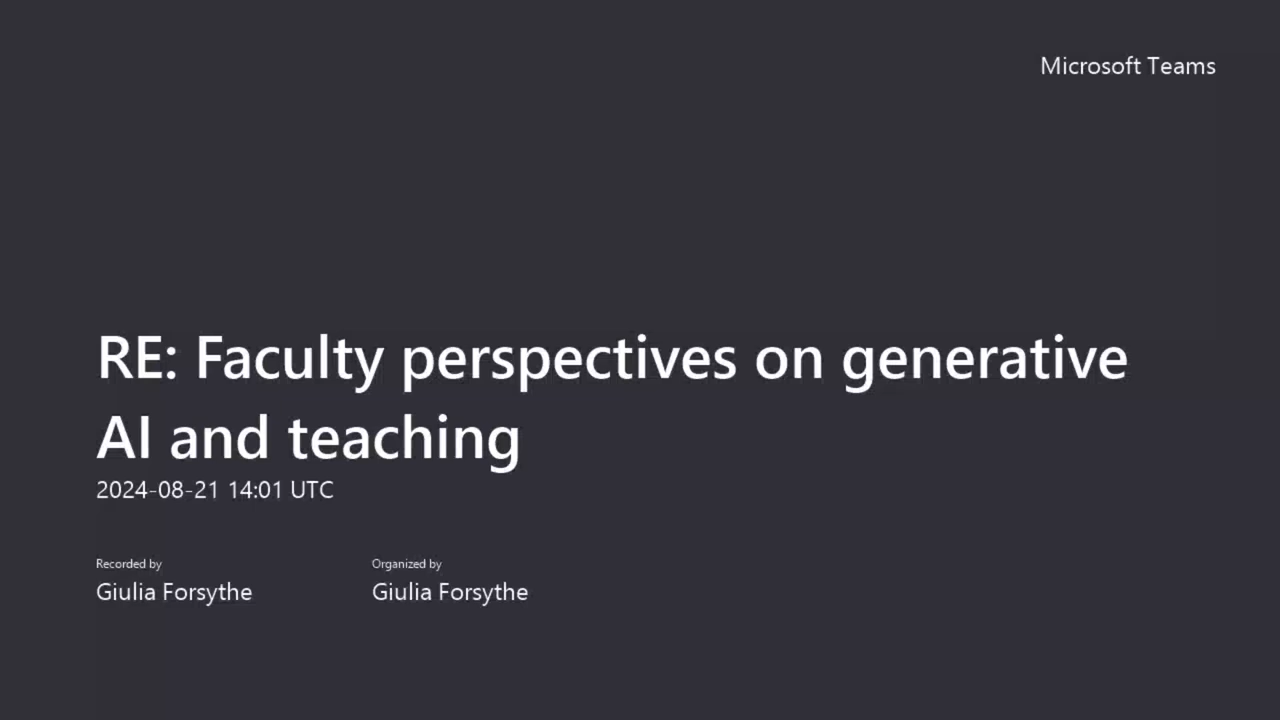 Microsoft Teams
RE: Faculty perspectives on generative
AI and teaching
2024-08-21 14:01 UTC
Recorded by
Giulia Forsythe
Organized by
Giulia Forsythe